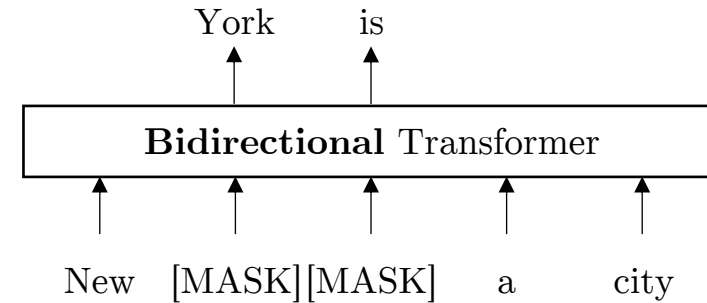 York is
Bidirectional Transformer
New [MASK][MASK] a city